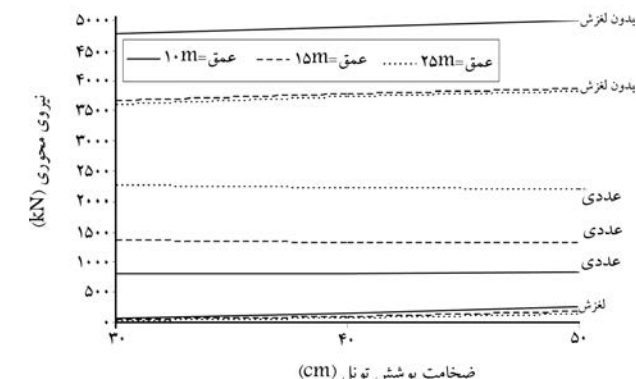 ۵۰۰۰
۴۵۰۰
۴۰۰۰
۳۵۰۰
۳۰۰۰
۲۵۰۰
۲۰۰۰
۱۵۰۰
۱۰۰۰
۵۰۰
۰
نیروی محوری (kN)
عمق=۱۰m عمق=۱۵m عمق=۲۵m
بدون لغزش
بدون لغزش
عددی
عددی
عددی
لغزش
۳۰ ۴۰ ۵۰
ضخامت پوشش تونل (cm)